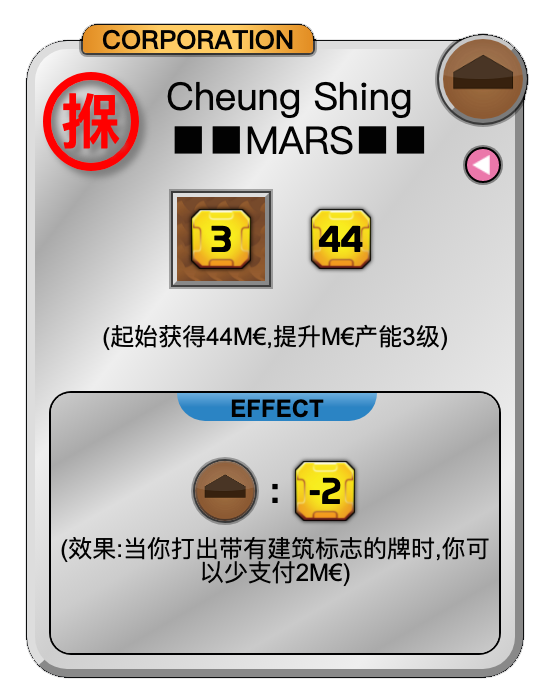 CORPORATION
Cheung Shing
■■MARS■■
3
44
(起始获得44M€,提升M€产能3级)
EFFECT
: -2
(效果:当你打出带有建筑标志的牌时,你可
以少支付2M€)